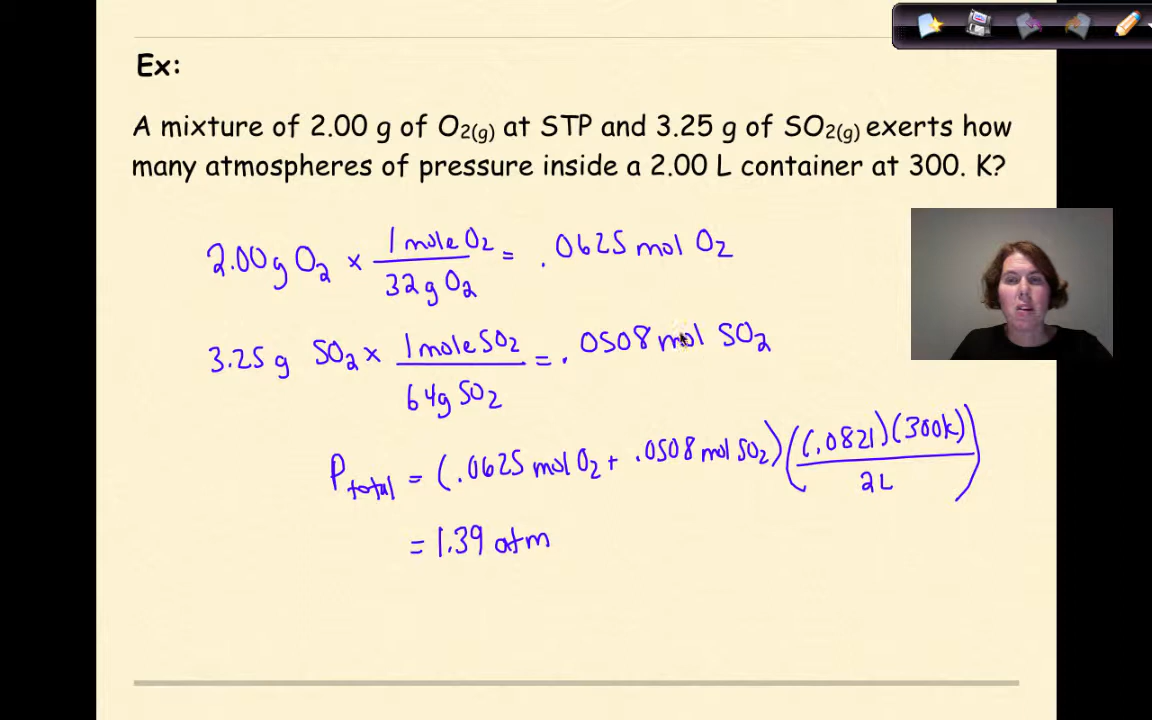 Ex:
A mixture of 2.00 g of O2(g) at STP and 3.25 g of SO2(g) exerts how
many atmospheres of pressure inside a 2.00 L container at 300. K?
2.00g O2 × 1 mole O2 / 32 g O2 = .0625 mol O2
3.25 g SO2 × 1 mole SO2 / 64g SO2 = .0508 mol SO2
Ptotal = (.0625 mol O2 + .0508 mol SO2) ((.0821)(300k) / 2L)
= 1.39 atm